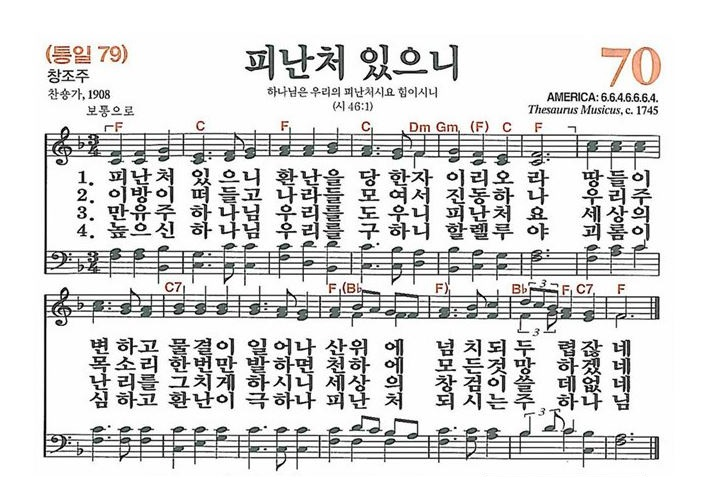 (통일 79)
피난처 있으니
70
창조주
찬송가, 1908
하나님은 우리의 피난처시요 힘이시니
(시 46:1)
AMERICA: 6.6.4.6.6.6.4.
Thesaurus Musicus, c. 1745
보통으로
F C F C Dm Gm (F) C F
3/4
1. 피난처 있으니 환난을 당한자 이리오라 땅들이
2. 이방이 떠들고 나라들 모여서 진동하나 우리주
3. 만유주 하나님 우리를 도우니 피난처요 세상의
4. 높으신 하나님 우리를 구하니 할렐루야 괴롬이
3/4
C7 F (B♭ F) B♭ F C7 F
3
3
변하고 물결이 일어나 산위에 넘치되 두렵잖네
목소리 한번만 발하면 천하에 모든것 망하겠네
난리를 그치게 하시니 세상의 창검이 쓸데없네
심하고 환난이 극하나 피난처 되시는 주하나님
3
3